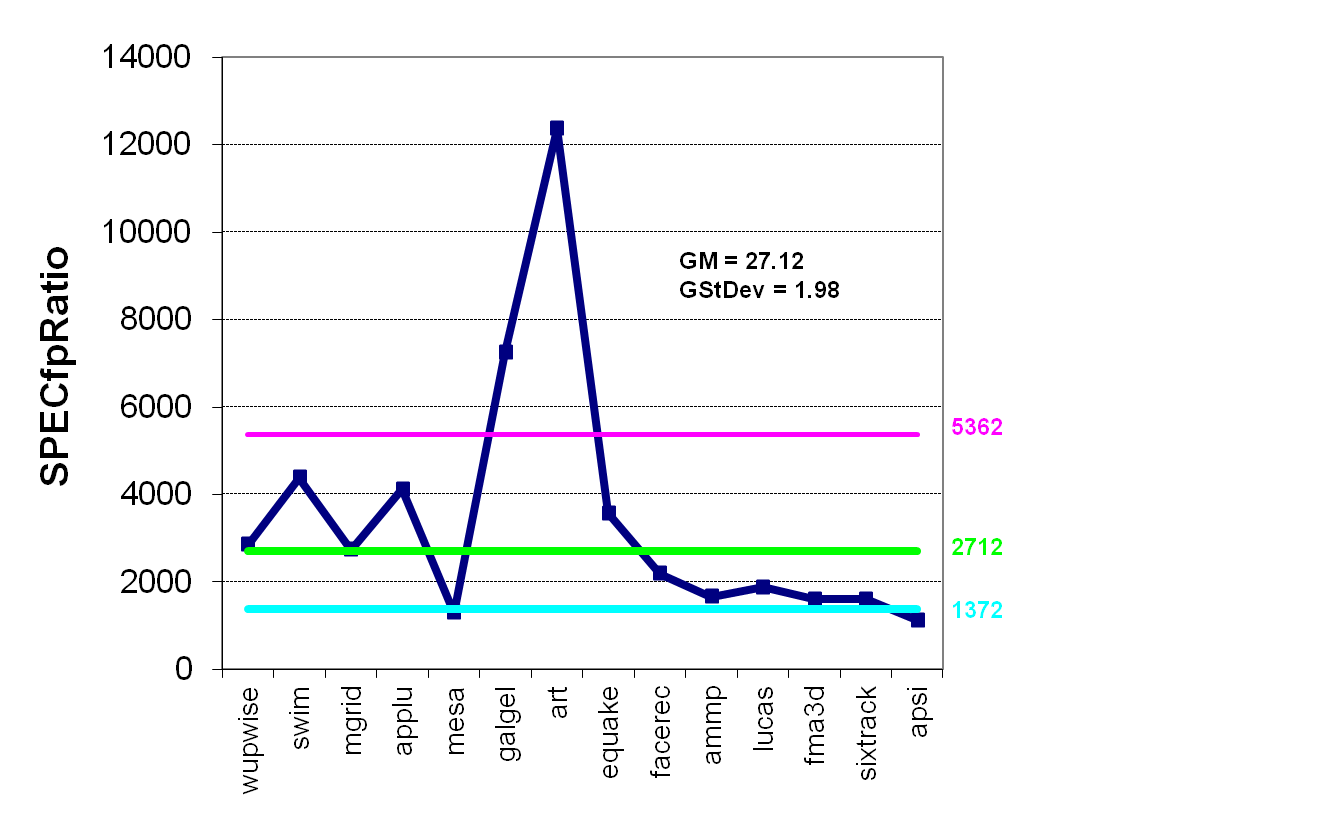 14000
12000
10000
8000
6000
4000
2000
0
SPECfpRatio
GM = 27.12
GStDev = 1.98
5362
2712
1372
wupwise
swim
mgrid
applu
mesa
galgel
art
equake
facerec
ammp
lucas
fma3d
sixtrack
apsi